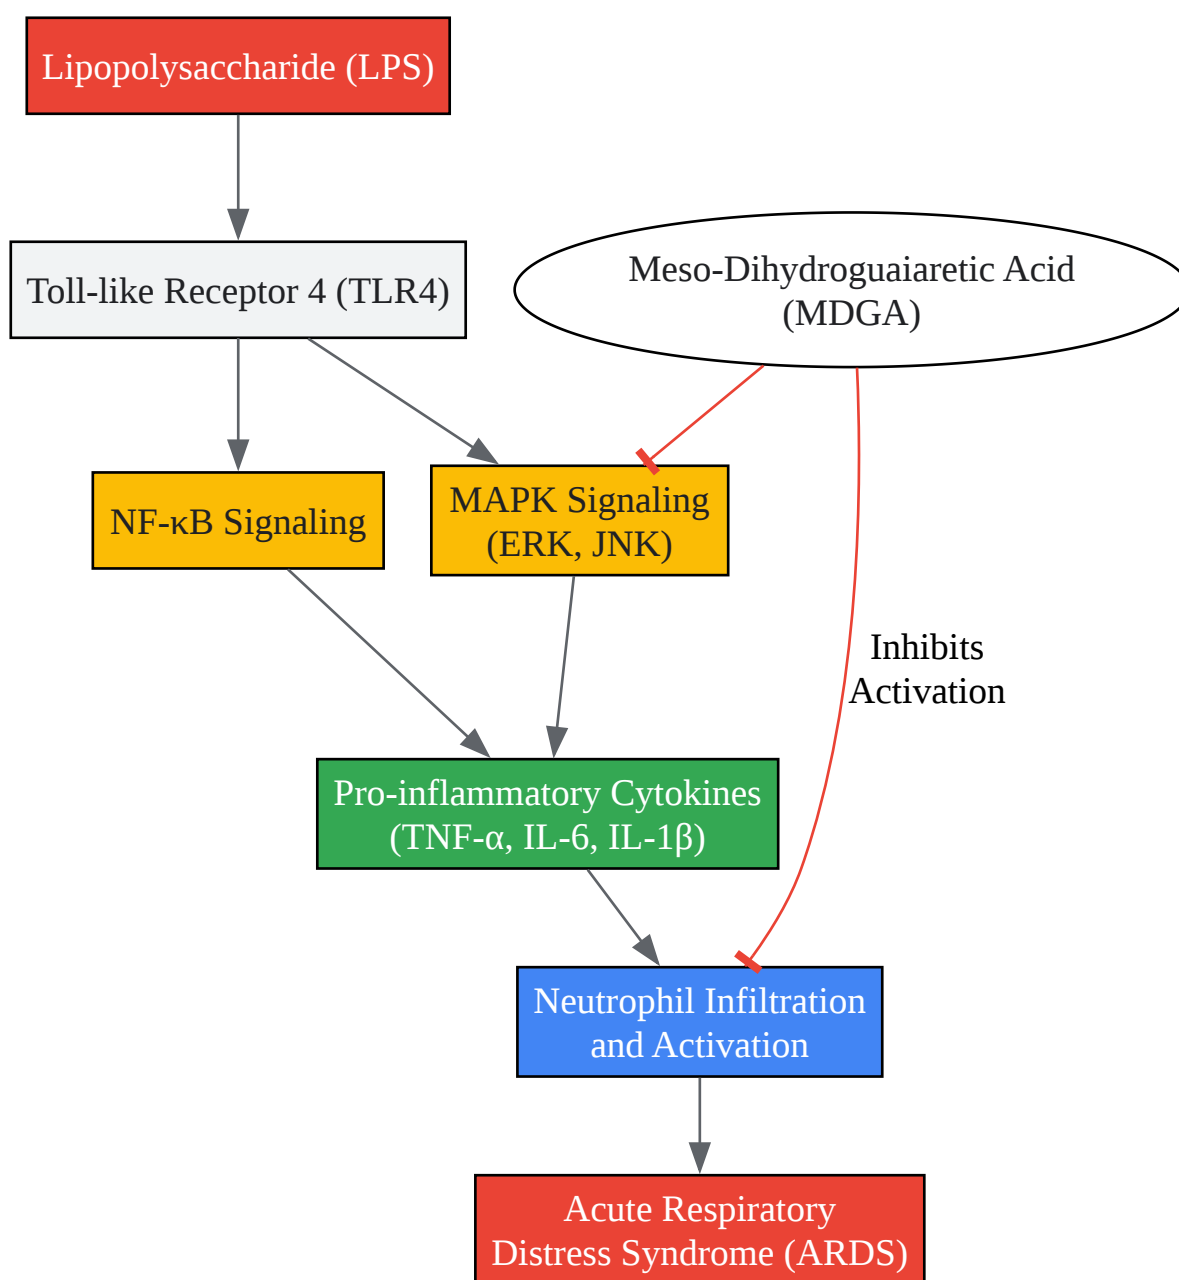 Lipopolysaccharide (LPS)
Toll-like Receptor 4 (TLR4)
Meso-Dihydroguaiaretic Acid
(MDGA)
NF-κB Signaling
MAPK Signaling
(ERK, JNK)
Inhibits
Activation
Pro-inflammatory Cytokines
(TNF-α, IL-6, IL-1β)
Neutrophil Infiltration
and Activation
Acute Respiratory
Distress Syndrome (ARDS)